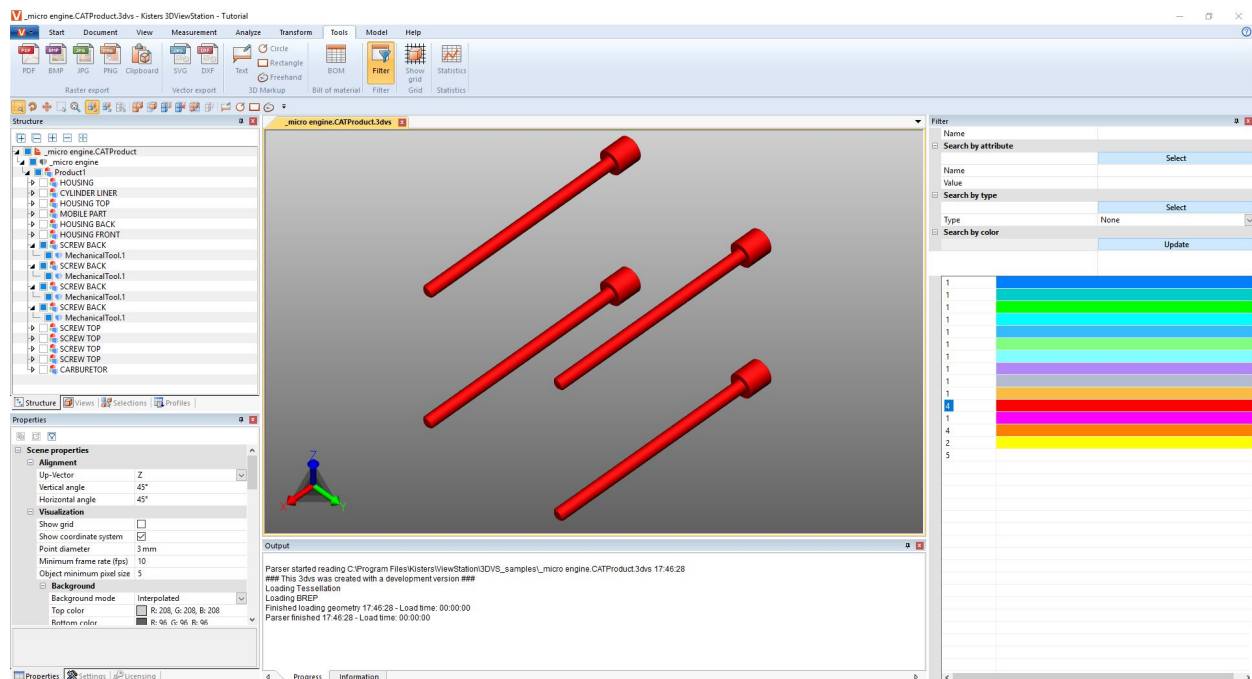 _micro engine.CATProduct.3dvs - Kisters 3DViewStation - Tutorial
Start Document View Measurement Analyze Transform Tools Model Help
PDF BMP JPG PNG Clipboard SVG DXF Text Circle Rectangle Freehand BOM Filter Show grid Statistics
Raster export Vector export 3D Markup Bill of material Filter Grid Statistics
Structure
_micro engine.CATProduct
_micro engine
Product1
HOUSING
CYLINDER LINER
HOUSING TOP
MOBILE PART
HOUSING BACK
HOUSING FRONT
SCREW BACK
MechanicalTool.1
SCREW BACK
MechanicalTool.1
SCREW BACK
MechanicalTool.1
SCREW BACK
MechanicalTool.1
SCREW TOP
SCREW TOP
SCREW TOP
SCREW TOP
CARBURETOR
Structure Views Selections Profiles
Properties
Scene properties
Alignment
Up-Vector Z
Vertical angle 45°
Horizontal angle 45°
Visualization
Show grid
Show coordinate system
Point diameter 3 mm
Minimum frame rate (fps) 10
Object minimum pixel size 5
Background
Background mode Interpolated
Top color R: 208, G: 208, B: 208
Bottom color R: 96, G: 96, B: 96
Properties Settings Licensing
_micro engine.CATProduct.3dvs
Z
X
Y
Output
Parser started reading C:\Program Files\Kisters\ViewStation\3DVS_samples\_micro engine.CATProduct.3dvs 17:46:28
### This 3dvs was created with a development version ###
Loading Tessellation
Loading BREP
Finished loading geometry 17:46:28 - Load time: 00:00:00
Parser finished 17:46:28 - Load time: 00:00:00
Progress Information
Filter
Name
Search by attribute
Select
Name
Value
Search by type
Select
Type None
Search by color
Update
1
1
1
1
1
1
1
1
1
1
4
1
4
2
5